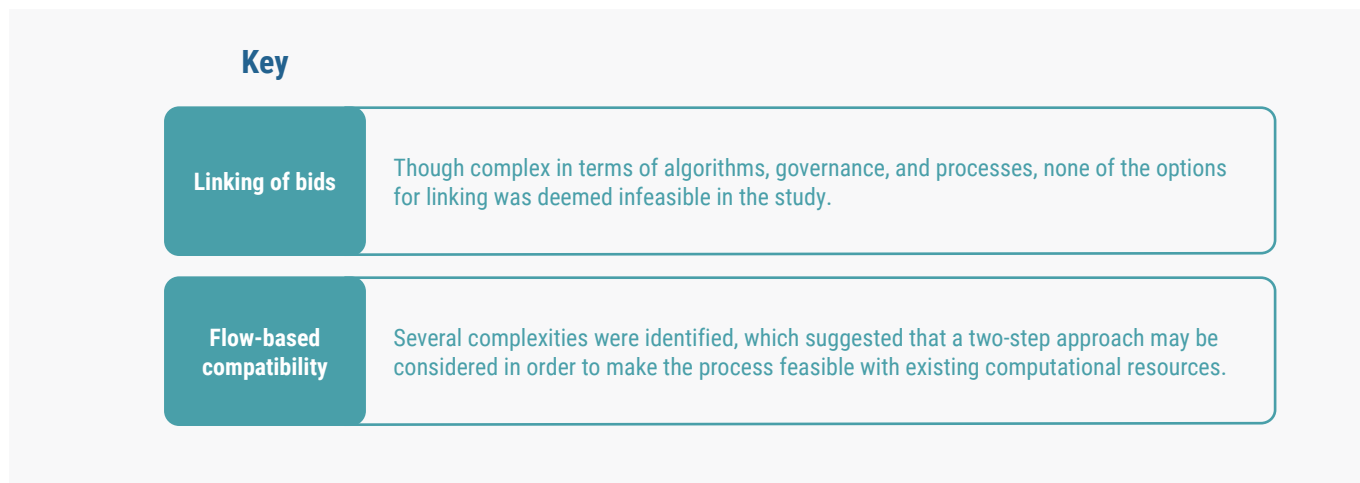 Key
Linking of bids
Though complex in terms of algorithms, governance, and processes, none of the options
for linking was deemed infeasible in the study.
Flow-based
compatibility
Several complexities were identified, which suggested that a two-step approach may be
considered in order to make the process feasible with existing computational resources.